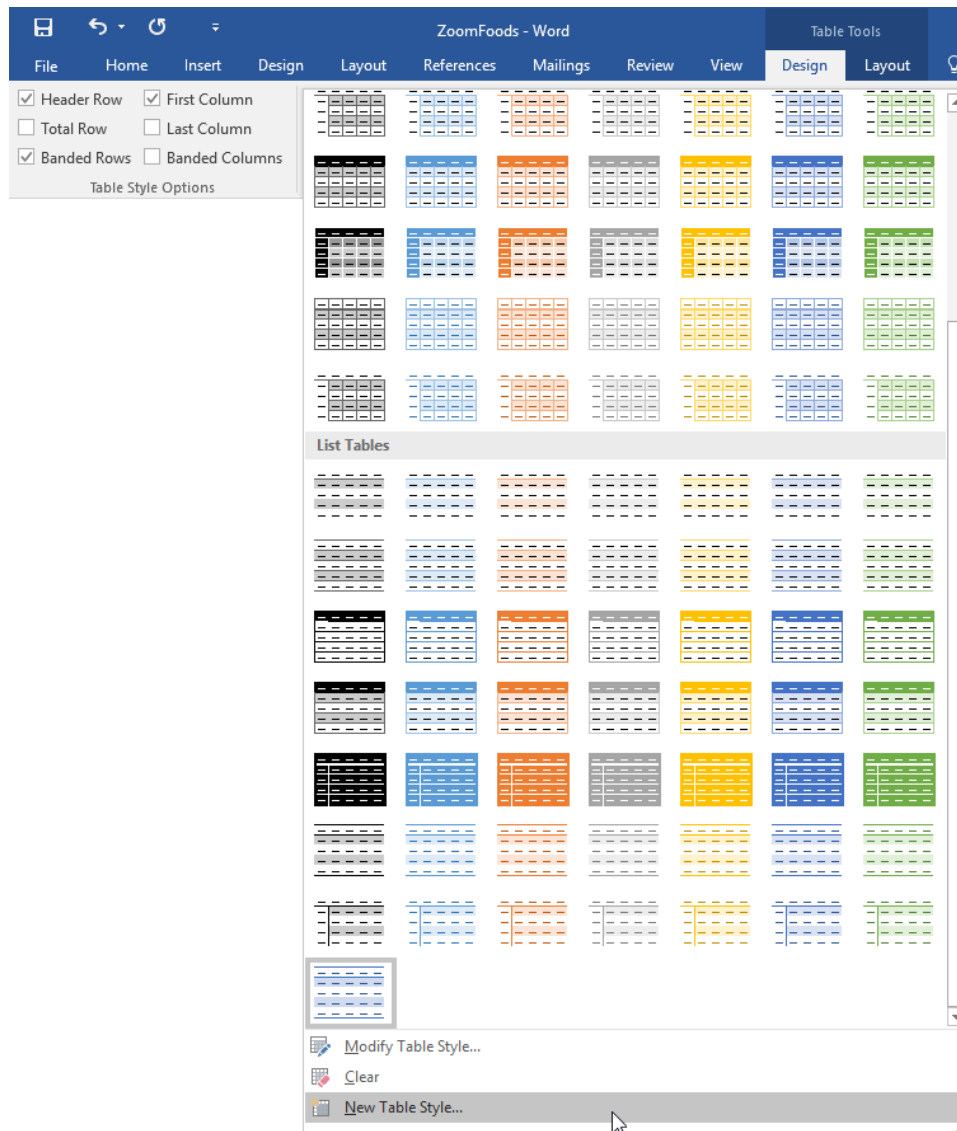 ZoomFoods - Word
Table Tools
File Home Insert Design Layout References Mailings Review View Design Layout
Header Row First Column
Total Row Last Column
Banded Rows Banded Columns
Table Style Options
List Tables
Modify Table Style...
Clear
New Table Style...